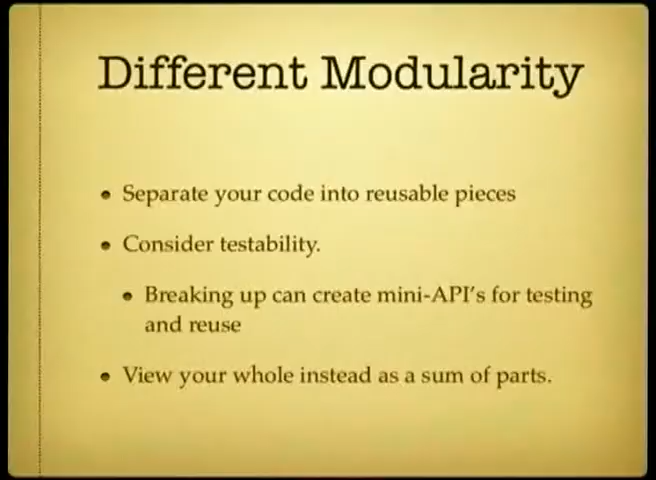 Different Modularity
• Separate your code into reusable pieces
• Consider testability.
• Breaking up can create mini-API's for testing
and reuse
• View your whole instead as a sum of parts.